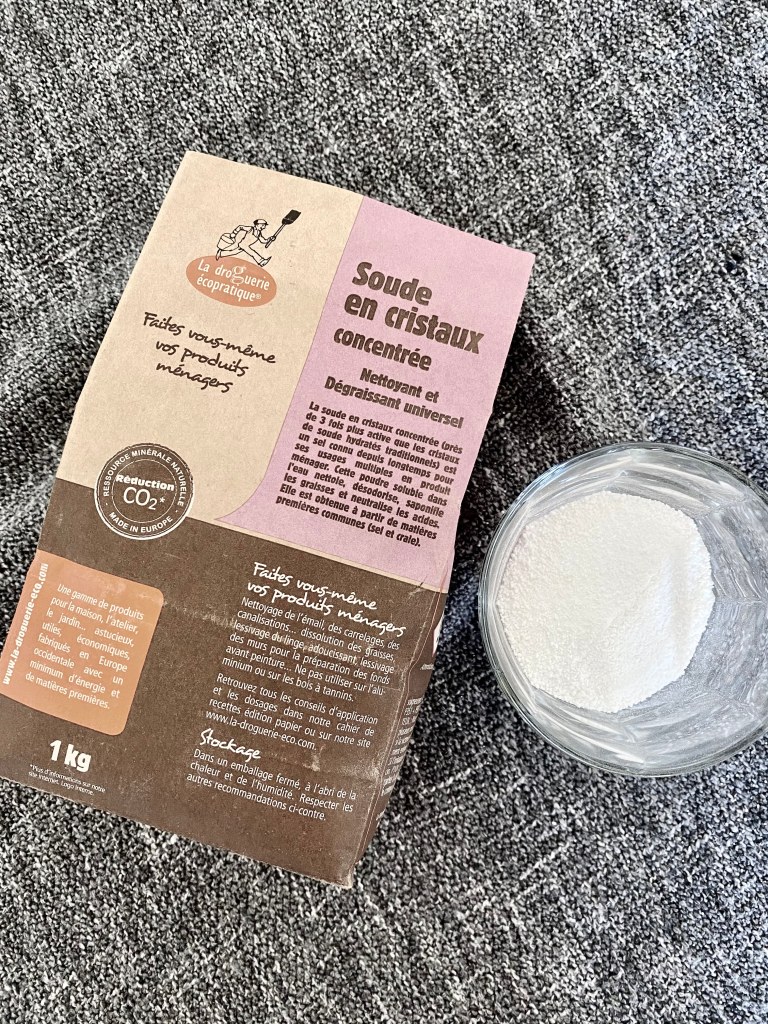 La droguerie
écopratique®
Faites vous-même
vos produits
ménagers
Soude
en cristaux
concentrée
Nettoyant et
Dégraissant universel
La soude en cristaux concentrée (près
de 3 fois plus active que les cristaux
de soude hydratés traditionnels) est
un sel connu depuis longtemps pour
ses usages multiples en produit
ménager. Cette poudre soluble dans
l'eau nettoie, désodorise, saponifie
les graisses et neutralise les acides.
Elle est obtenue à partir de matières
premières communes (sel et craie).
RESSOURCE MINÉRALE NATURELLE
Réduction
CO2*
MADE IN EUROPE
www.la-droguerie-eco.com
Une gamme de produits
pour la maison, l'atelier,
le jardin... astucieux,
utiles, économiques,
fabriqués en Europe
occidentale avec un
minimum d'énergie et
de matières premières.
1 kg
*Plus d'informations sur notre
site Internet. Logo interne.
Faites vous-même
vos produits ménagers
Nettoyage de l'émail, des carrelages, des
canalisations... dissolution des graisses,
lessivage du linge, adoucissant, lessivage
des murs pour la préparation des fonds
avant peinture... Ne pas utiliser sur l'alu-
minium ou sur les bois à tannins.
Retrouvez tous les conseils d'application
et les dosages dans notre cahier de
recettes édition papier ou sur notre site
www.la-droguerie-eco.com.
Stockage
Dans un emballage fermé, à l'abri de la
chaleur et de l'humidité. Respecter les
autres recommandations ci-contre.